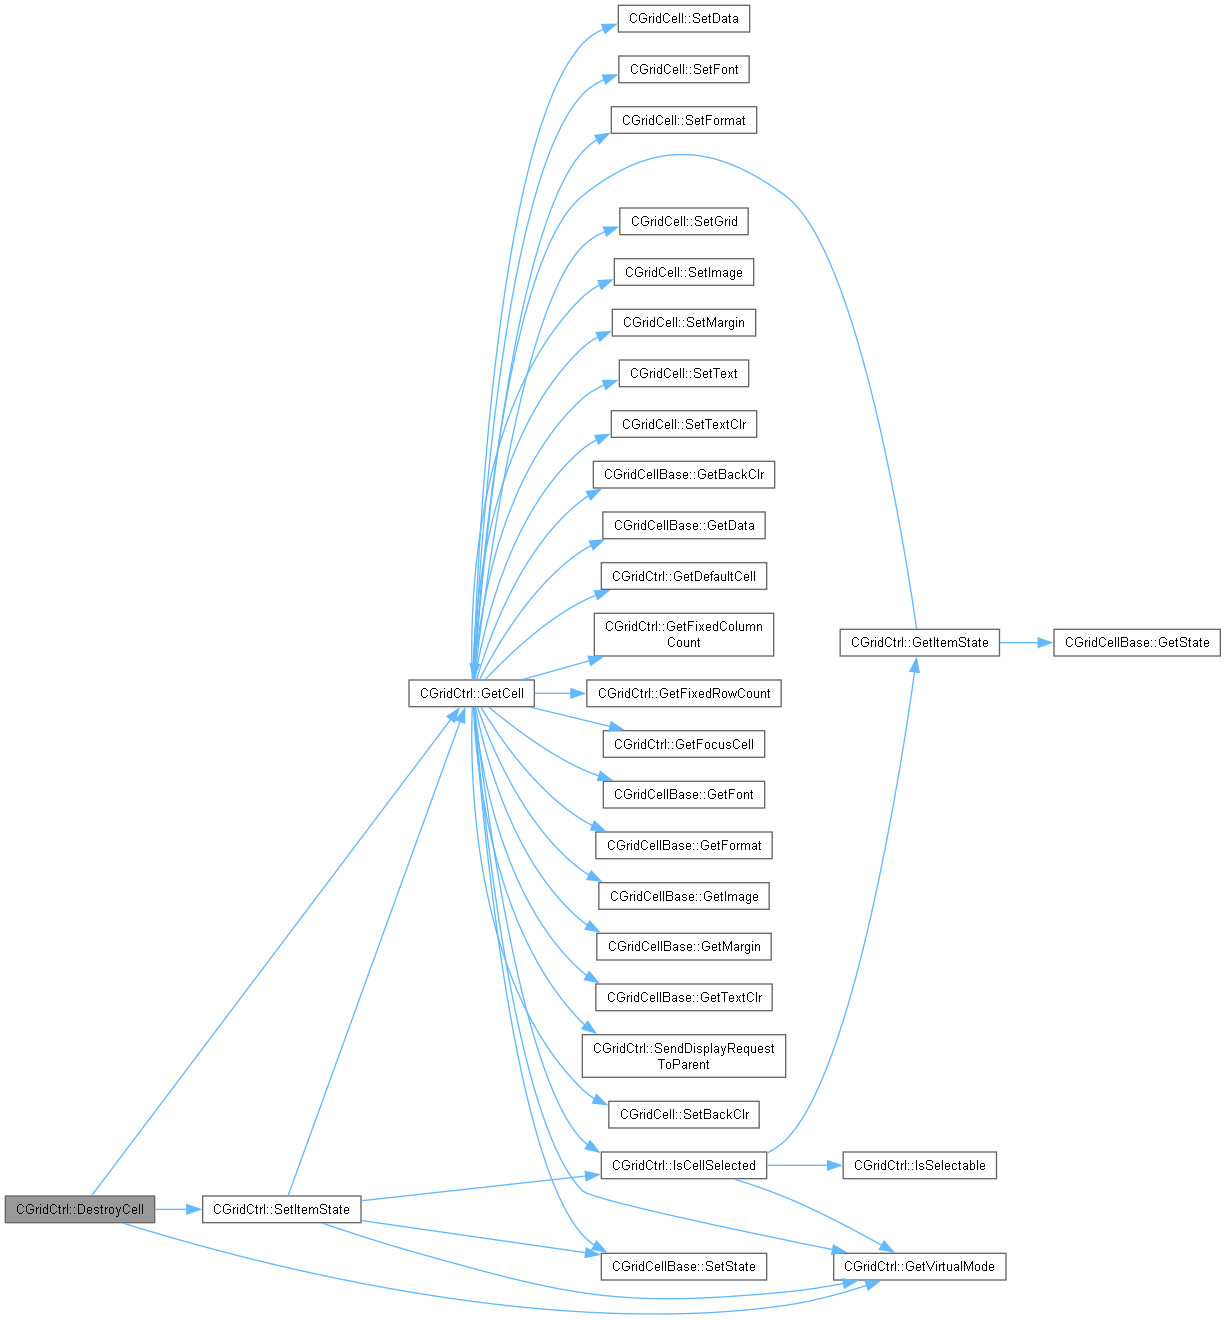 CGridCell::SetData
CGridCell::SetFont
CGridCell::SetFormat
CGridCell::SetGrid
CGridCell::SetImage
CGridCell::SetMargin
CGridCell::SetText
CGridCell::SetTextClr
CGridCellBase::GetBackClr
CGridCellBase::GetData
CGridCtrl::GetDefaultCell
CGridCtrl::GetFixedColumn
Count
CGridCtrl::GetItemState
CGridCellBase::GetState
CGridCtrl::GetCell
CGridCtrl::GetFixedRowCount
CGridCtrl::GetFocusCell
CGridCellBase::GetFont
CGridCellBase::GetFormat
CGridCellBase::GetImage
CGridCellBase::GetMargin
CGridCellBase::GetTextClr
CGridCtrl::SendDisplayRequest
ToParent
CGridCell::SetBackClr
CGridCtrl::IsCellSelected
CGridCtrl::IsSelectable
CGridCtrl::DestroyCell
CGridCtrl::SetItemState
CGridCellBase::SetState
CGridCtrl::GetVirtualMode